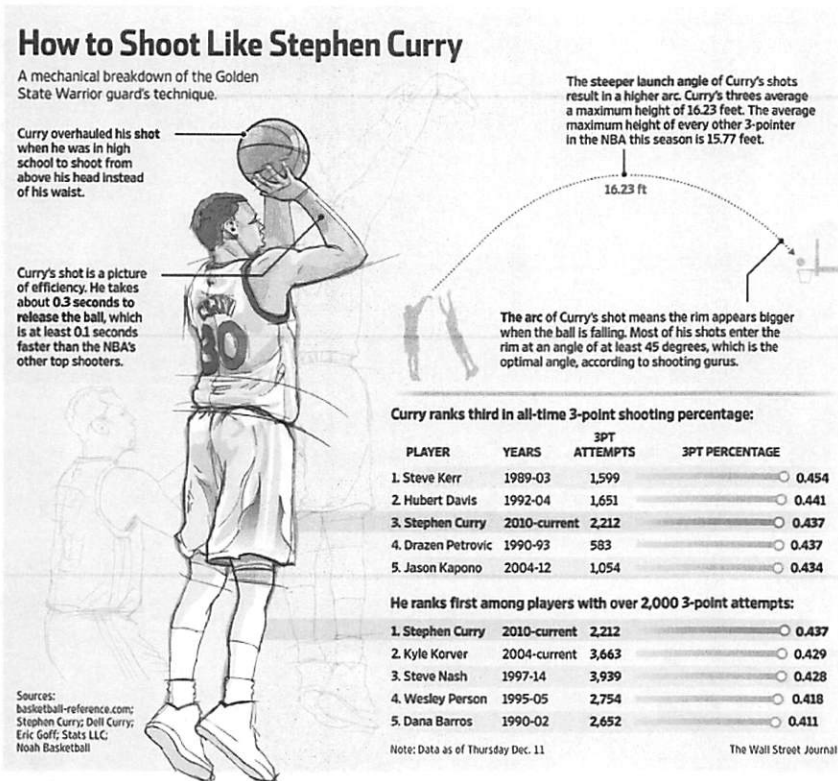 How to Shoot Like Stephen Curry
A mechanical breakdown of the Golden
State Warrior guard's technique.
Curry overhauled his shot
when he was in high
school to shoot from
above his head instead
of his waist.
Curry's shot is a picture
of efficiency. He takes
about 0.3 seconds to
release the ball, which
is at least 0.1 seconds
faster than the NBA's
other top shooters.
The steeper launch angle of Curry's shots
result in a higher arc. Curry's threes average
a maximum height of 16.23 feet. The average
maximum height of every other 3-pointer
in the NBA this season is 15.77 feet.
16.23 ft
The arc of Curry's shot means the rim appears bigger
when the ball is falling. Most of his shots enter the
rim at an angle of at least 45 degrees, which is the
optimal angle, according to shooting gurus.
CURRY
30
Curry ranks third in all-time 3-point shooting percentage:
PLAYER YEARS 3PT ATTEMPTS 3PT PERCENTAGE
1. Steve Kerr 1989-03 1,599 0.454
2. Hubert Davis 1992-04 1,651 0.441
3. Stephen Curry 2010-current 2,212 0.437
4. Drazen Petrovic 1990-93 583 0.437
5. Jason Kapono 2004-12 1,054 0.434
He ranks first among players with over 2,000 3-point attempts:
1. Stephen Curry 2010-current 2,212 0.437
2. Kyle Korver 2004-current 3,663 0.429
3. Steve Nash 1997-14 3,939 0.428
4. Wesley Person 1995-05 2,754 0.418
5. Dana Barros 1990-02 2,652 0.411
Sources:
basketball-reference.com;
Stephen Curry; Dell Curry;
Eric Goff; Stats LLC;
Noah Basketball
Note: Data as of Thursday Dec. 11
The Wall Street Journal